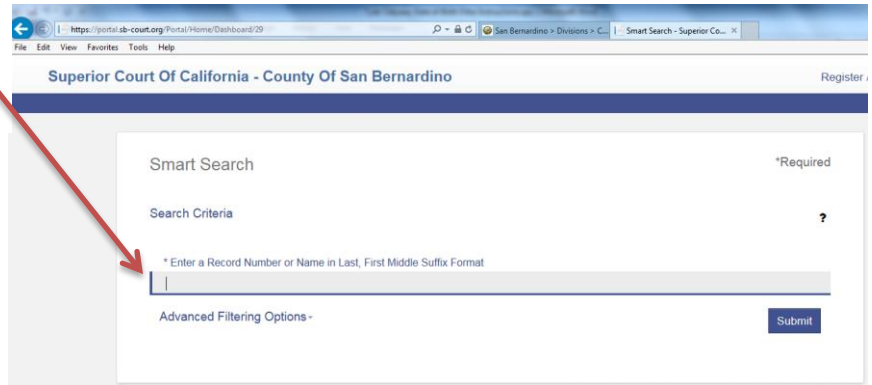 https://portal.sb-court.org/Portal/Home/Dashboard/29
San Bernardino > Divisions > C...
Smart Search - Superior Co...
File Edit View Favorites Tools Help
Superior Court Of California - County Of San Bernardino
Register
Smart Search
*Required
Search Criteria
?
* Enter a Record Number or Name in Last, First Middle Suffix Format
Advanced Filtering Options
Submit